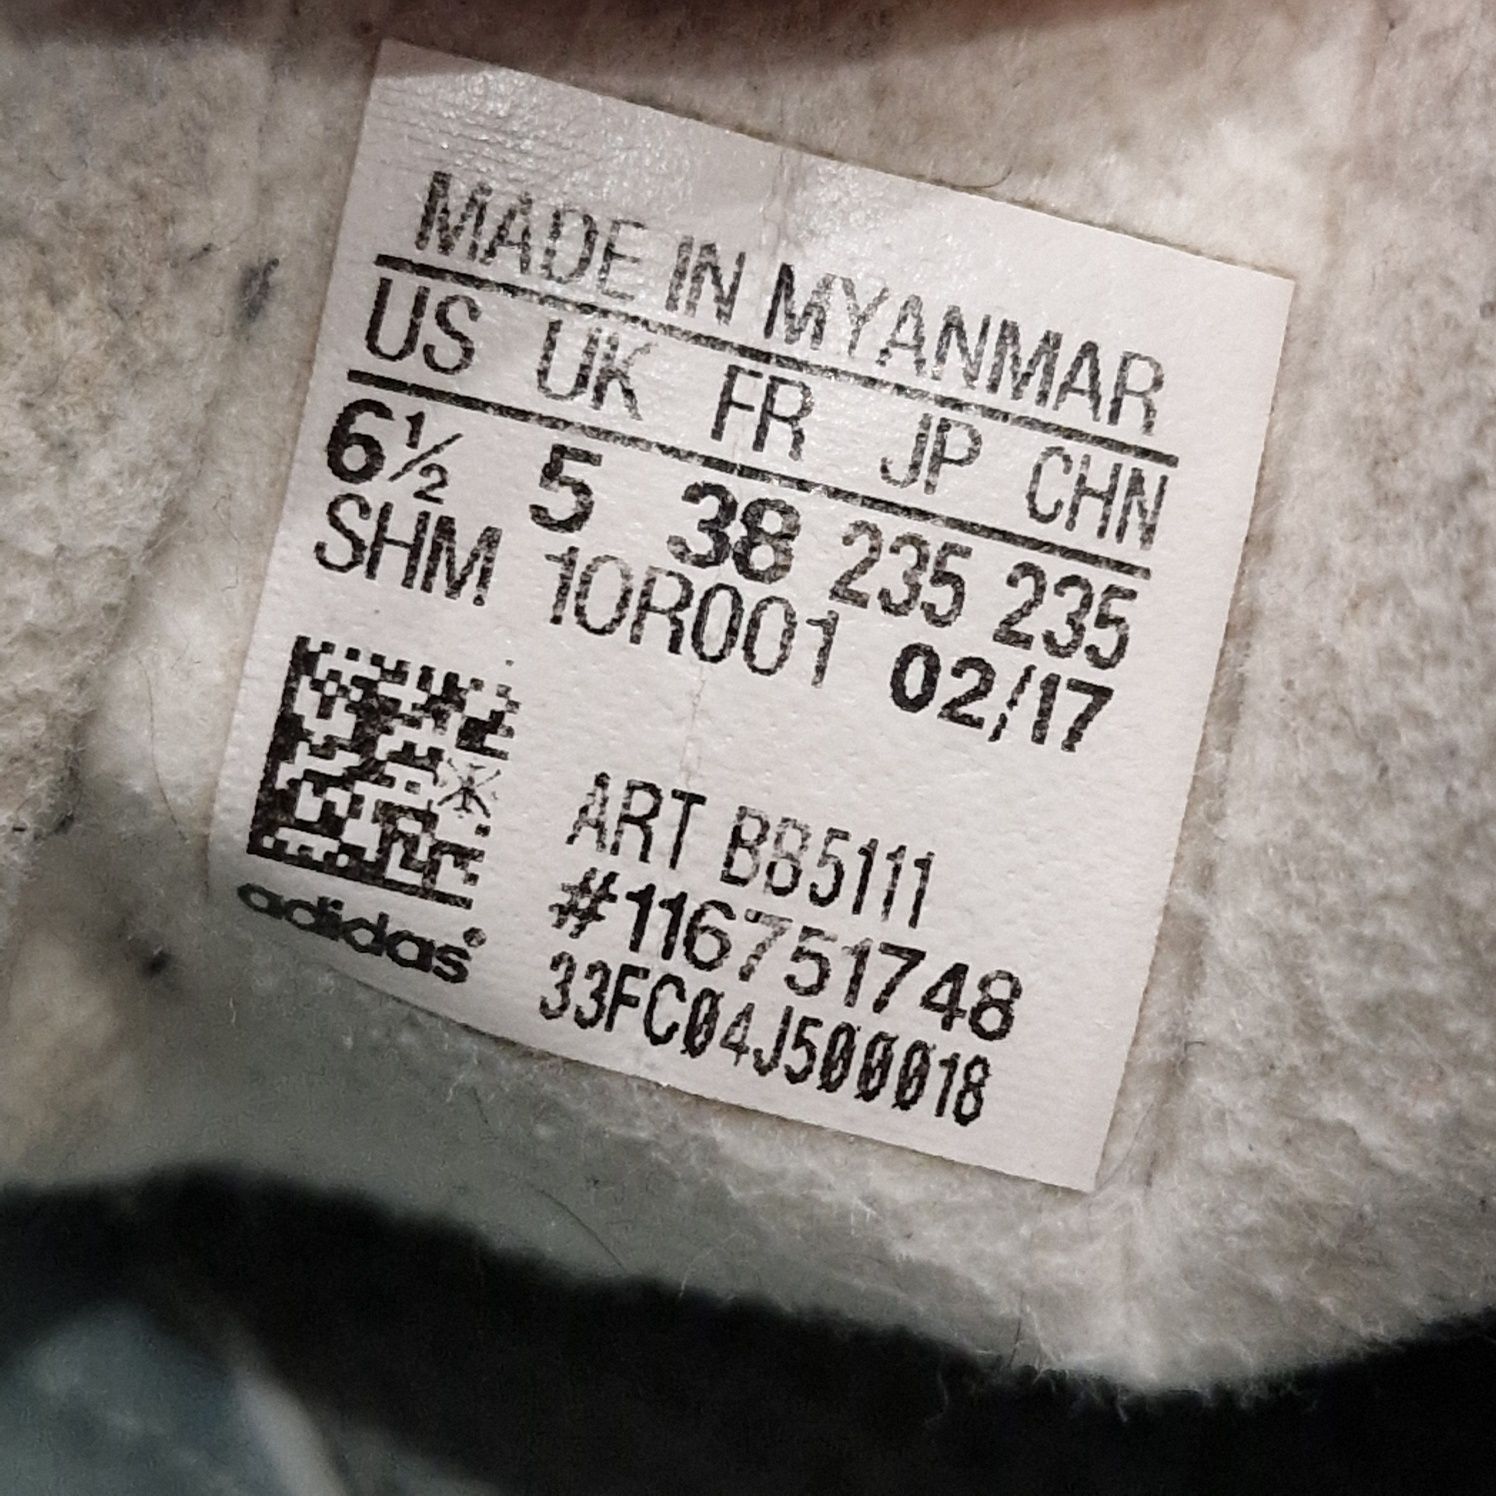 MADE IN MYANMAR
US UK FR JP CHN
6½ 5 38 235 235
SHM 10R001 02/17
ART BB5111
#116751748
33FC04J500018
adidas®